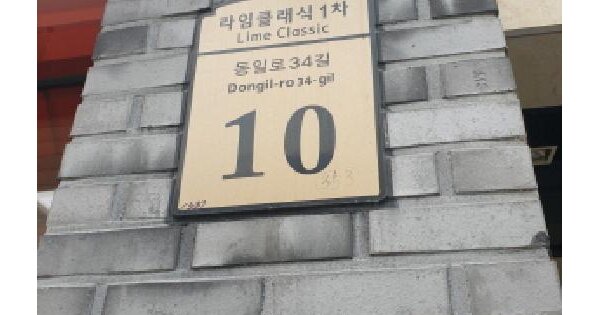 라임클래식1차
Lime Classic
동일로34길
Dongil-ro 34-gil
10